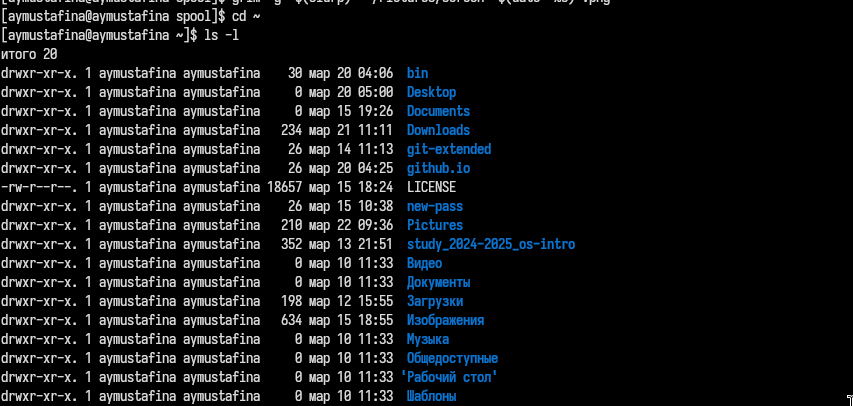 [aymustafina@aymustafina spool]$ cd ~
[aymustafina@aymustafina ~]$ ls -l
итого 20
drwxr-xr-x. 1 aymustafina aymustafina    30 мар 20 04:06  bin
drwxr-xr-x. 1 aymustafina aymustafina     0 мар 20 05:00  Desktop
drwxr-xr-x. 1 aymustafina aymustafina     0 мар 15 19:26  Documents
drwxr-xr-x. 1 aymustafina aymustafina   234 мар 21 11:11  Downloads
drwxr-xr-x. 1 aymustafina aymustafina    26 мар 14 11:13  git-extended
drwxr-xr-x. 1 aymustafina aymustafina    26 мар 20 04:25  github.io
-rw-r--r--. 1 aymustafina aymustafina 18657 мар 15 18:24  LICENSE
drwxr-xr-x. 1 aymustafina aymustafina    26 мар 15 10:38  new-pass
drwxr-xr-x. 1 aymustafina aymustafina   210 мар 22 09:36  Pictures
drwxr-xr-x. 1 aymustafina aymustafina   352 мар 13 21:51  study_2024-2025_os-intro
drwxr-xr-x. 1 aymustafina aymustafina     0 мар 10 11:33  Видео
drwxr-xr-x. 1 aymustafina aymustafina     0 мар 10 11:33  Документы
drwxr-xr-x. 1 aymustafina aymustafina   198 мар 12 15:55  Загрузки
drwxr-xr-x. 1 aymustafina aymustafina   634 мар 15 18:55  Изображения
drwxr-xr-x. 1 aymustafina aymustafina     0 мар 10 11:33  Музыка
drwxr-xr-x. 1 aymustafina aymustafina     0 мар 10 11:33  Общедоступные
drwxr-xr-x. 1 aymustafina aymustafina     0 мар 10 11:33 'Рабочий стол'
drwxr-xr-x. 1 aymustafina aymustafina     0 мар 10 11:33  Шаблоны